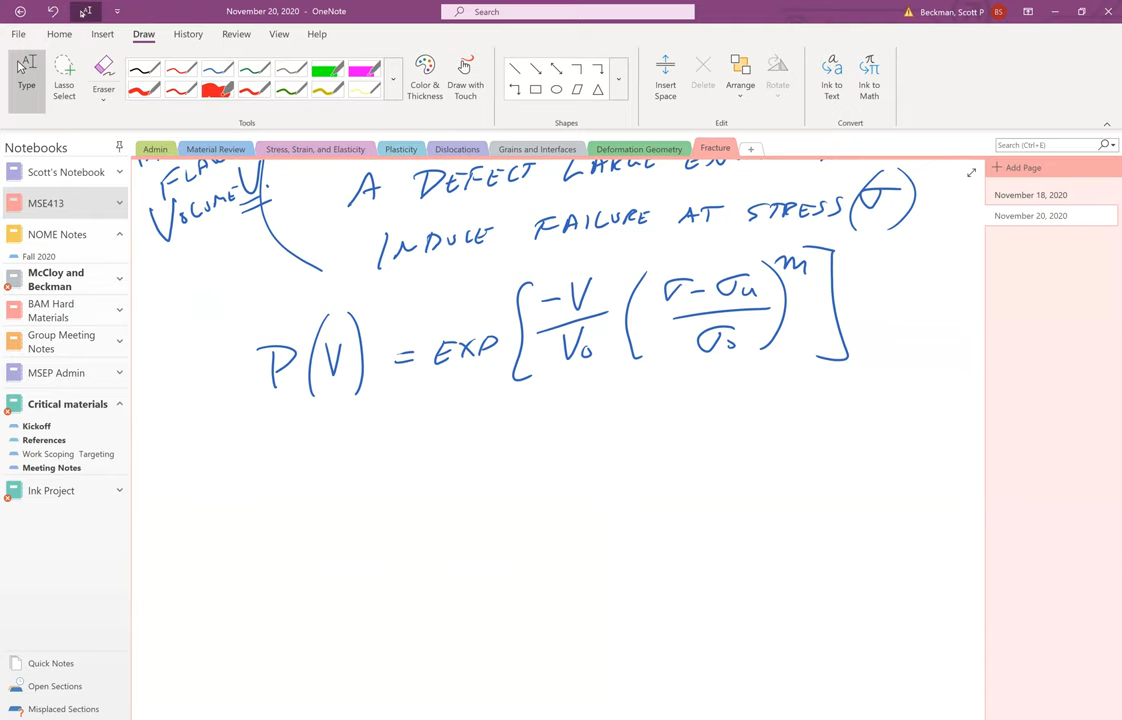 November 20, 2020 - OneNote
Search
Beckman, Scott P
BS
File Home Insert Draw History Review View Help
Type
Lasso Select
Eraser
Color & Thickness
Draw with Touch
Insert Space
Delete
Arrange
Rotate
Ink to Text
Ink to Math
Tools
Shapes
Edit
Convert
Notebooks
Admin Material Review Stress, Strain, and Elasticity Plasticity Dislocations Grains and Interfaces Deformation Geometry Fracture
Search (Ctrl+E)
Add Page
November 18, 2020
November 20, 2020
Scott's Notebook
MSE413
NOME Notes
Fall 2020
McCloy and Beckman
BAM Hard Materials
Group Meeting Notes
MSEP Admin
Critical materials
Kickoff
References
Work Scoping Targeting
Meeting Notes
Ink Project
Quick Notes
Open Sections
Misplaced Sections
VOLUME V.
A DEFECT LARGE
INDUCE FAILURE AT STRESS (σ)
P(V) = EXP [ -V/V₀ ( (σ - σu)/σ₀ )^m ]